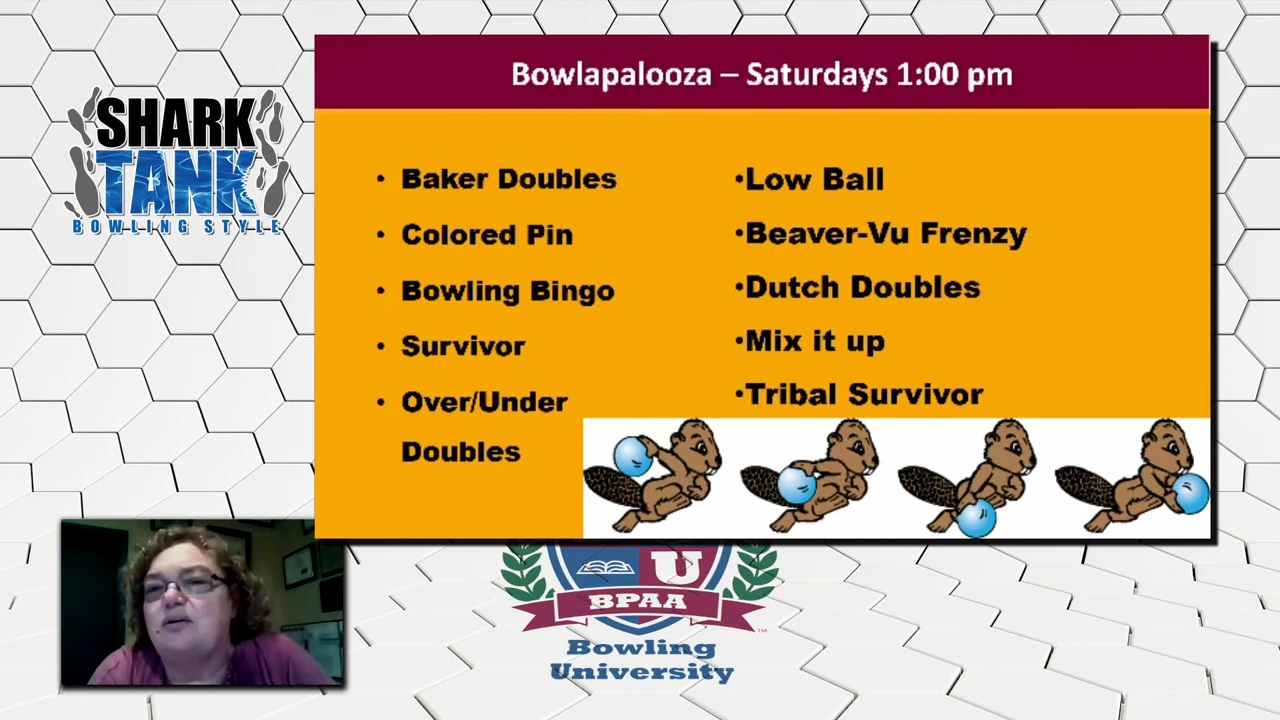 SHARK
TANK
BOWLING STYLE
Bowlapalooza – Saturdays 1:00 pm
• Baker Doubles
• Colored Pin
• Bowling Bingo
• Survivor
• Over/Under
Doubles
•Low Ball
•Beaver-Vu Frenzy
•Dutch Doubles
•Mix it up
•Tribal Survivor
U
BPAA
TM
Bowling
University